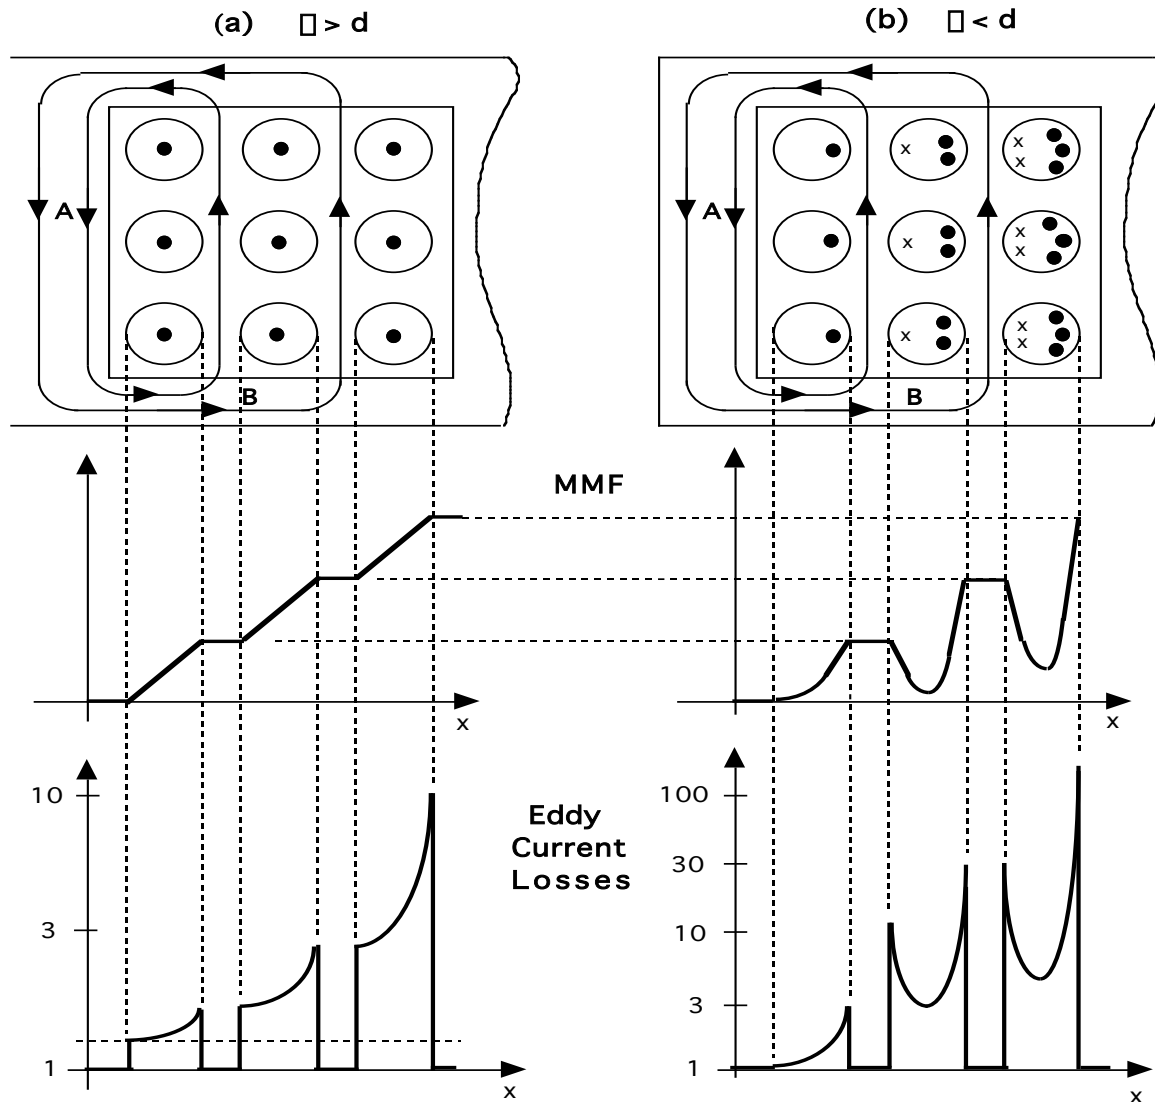 (a) □ > d
(b) □ < d
A
B
A
x x
x x
x
x x
x x
x
x x
x x
x
B
MMF
x
x
10
3
1
x
Eddy
Current
Losses
100
30
10
3
1
x